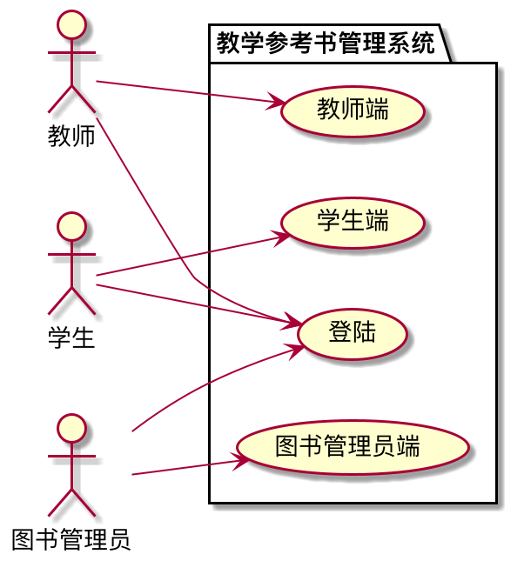 教学参考书管理系统
教师
教师端
学生端
学生
登陆
图书管理员端
图书管理员